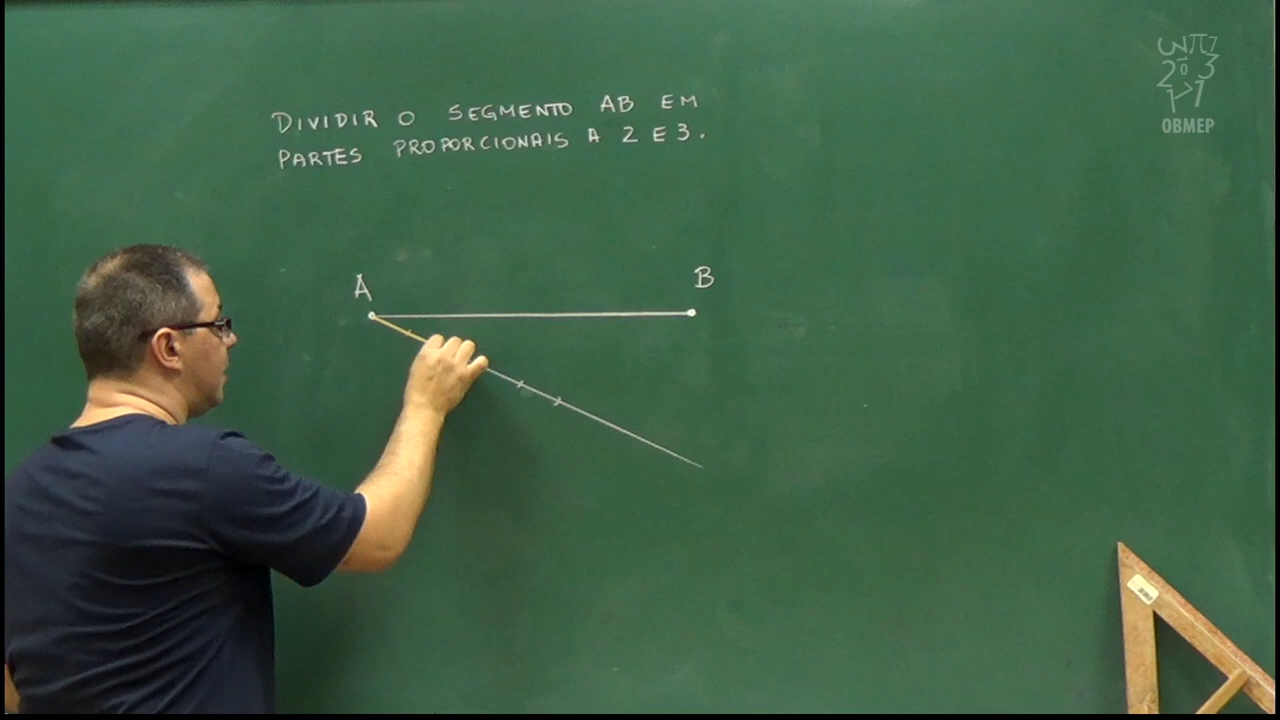 DIVIDIR O SEGMENTO AB EM
PARTES PROPORCIONAIS A 2 E 3.
A
B
OBMEP